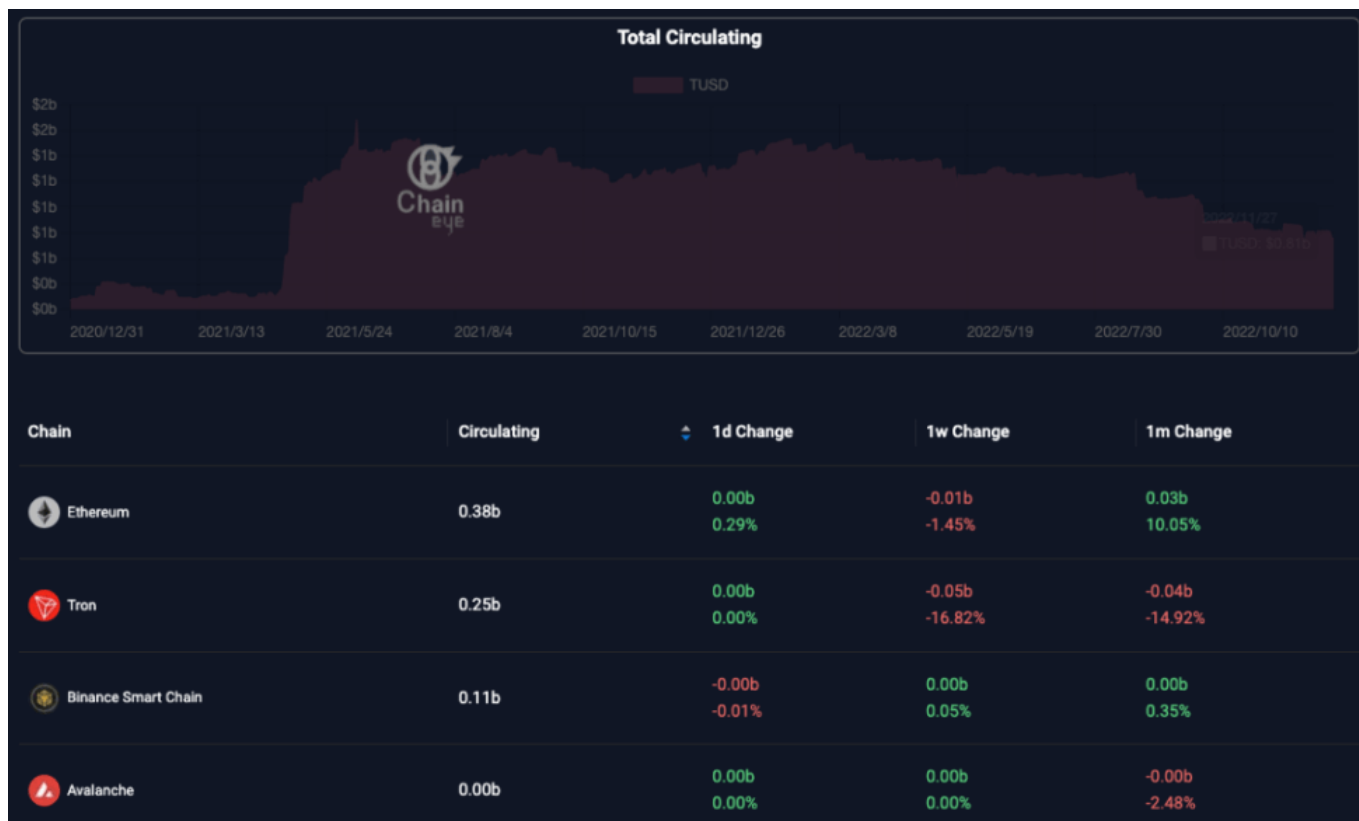 Total Circulating
TUSD
$2b
$2b
$1b
$1b
$1b
$1b
$1b
$0b
$0b
Chain
eye
2022/11/27
TUSD: $0.81b
2020/12/31 2021/3/13 2021/5/24 2021/8/4 2021/10/15 2021/12/26 2022/3/8 2022/5/19 2022/7/30 2022/10/10
Chain Circulating 1d Change 1w Change 1m Change
0.00b -0.01b 0.03b
Ethereum 0.38b
0.29% -1.45% 10.05%
0.00b -0.05b -0.04b
Tron 0.25b
0.00% -16.82% -14.92%
-0.00b 0.00b 0.00b
Binance Smart Chain 0.11b
-0.01% 0.05% 0.35%
0.00b 0.00b -0.00b
Avalanche 0.00b
0.00% 0.00% -2.48%